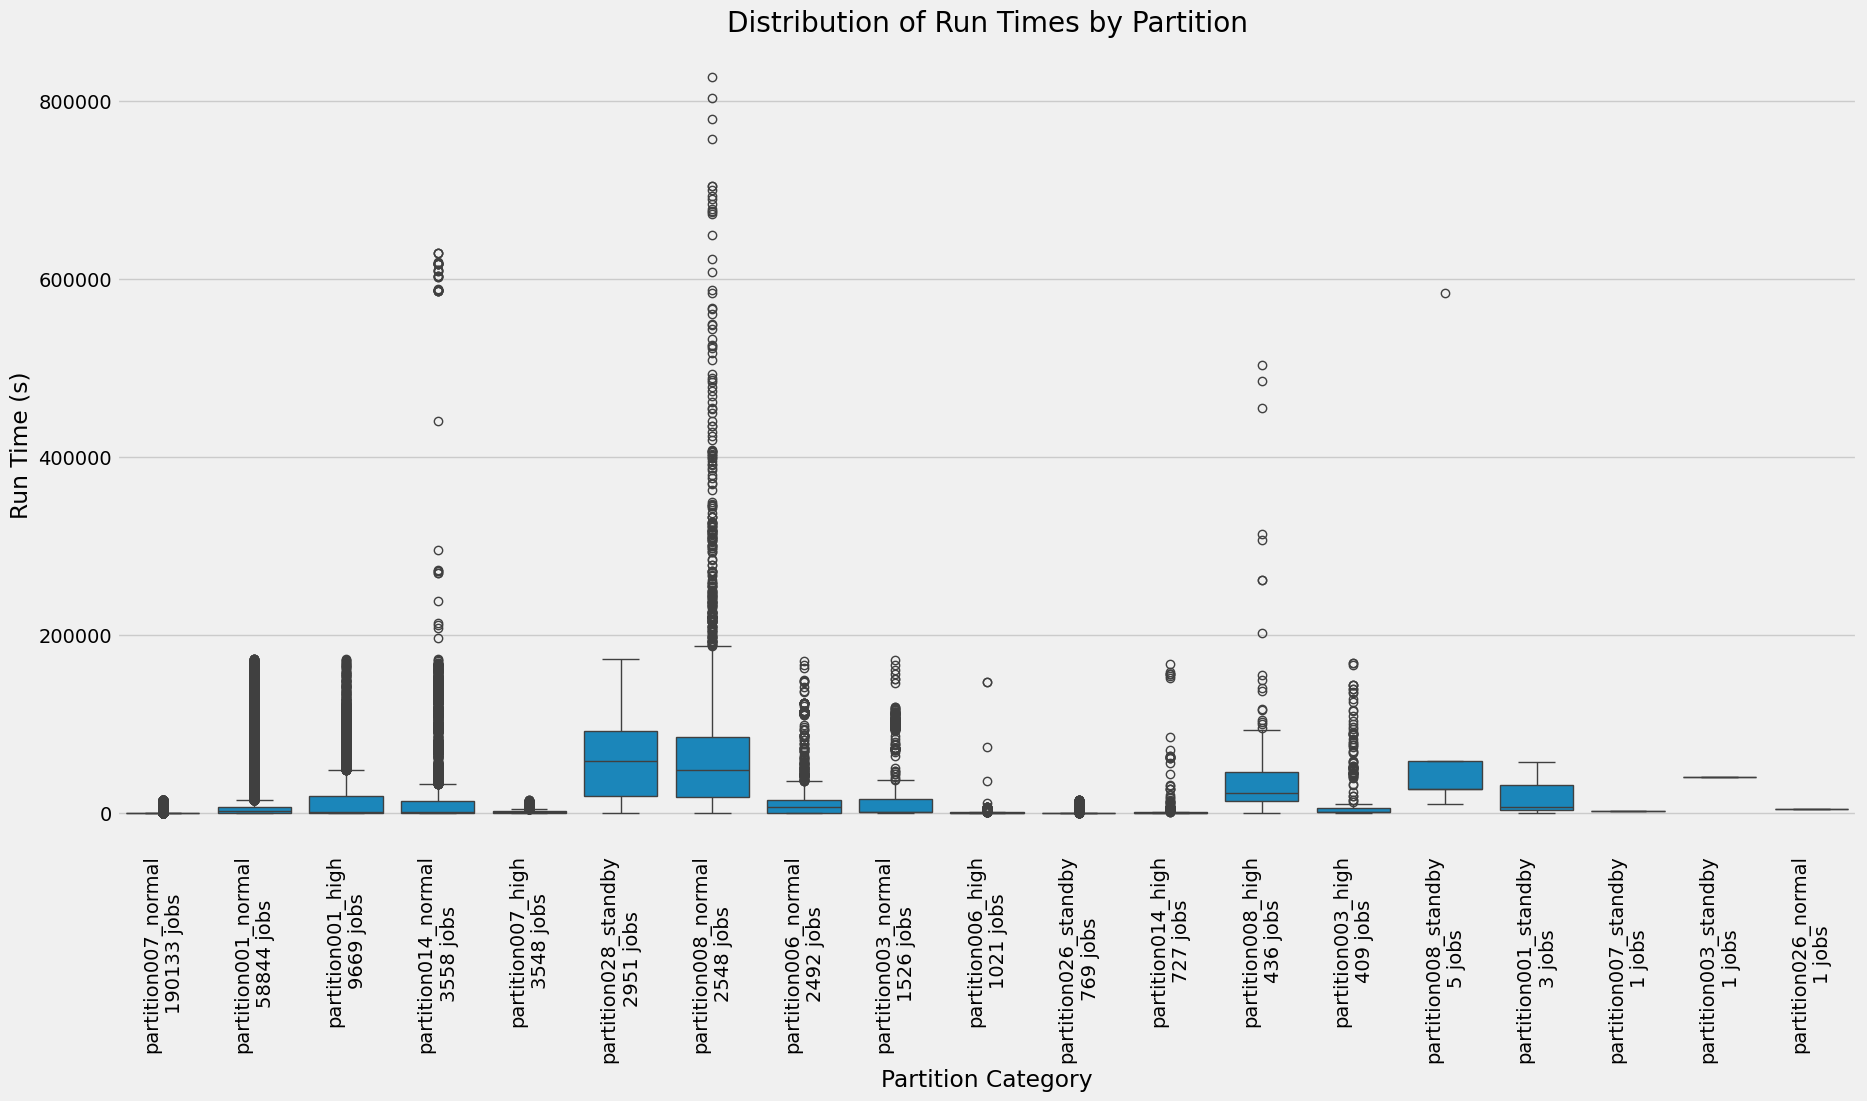 Distribution of Run Times by Partition
Run Time (s)
800000
600000
400000
200000
0
partition007_normal
190133 jobs
partition001_normal
58844 jobs
partition001_high
9669 jobs
partition014_normal
3558 jobs
partition007_high
3548 jobs
partition028_standby
2951 jobs
partition008_normal
2548 jobs
partition006_normal
2492 jobs
partition003_normal
1526 jobs
partition006_high
1021 jobs
partition026_standby
769 jobs
partition014_high
727 jobs
partition008_high
436 jobs
partition003_high
409 jobs
partition008_standby
5 jobs
partition001_standby
3 jobs
partition007_standby
1 jobs
partition003_standby
1 jobs
partition026_normal
1 jobs
Partition Category